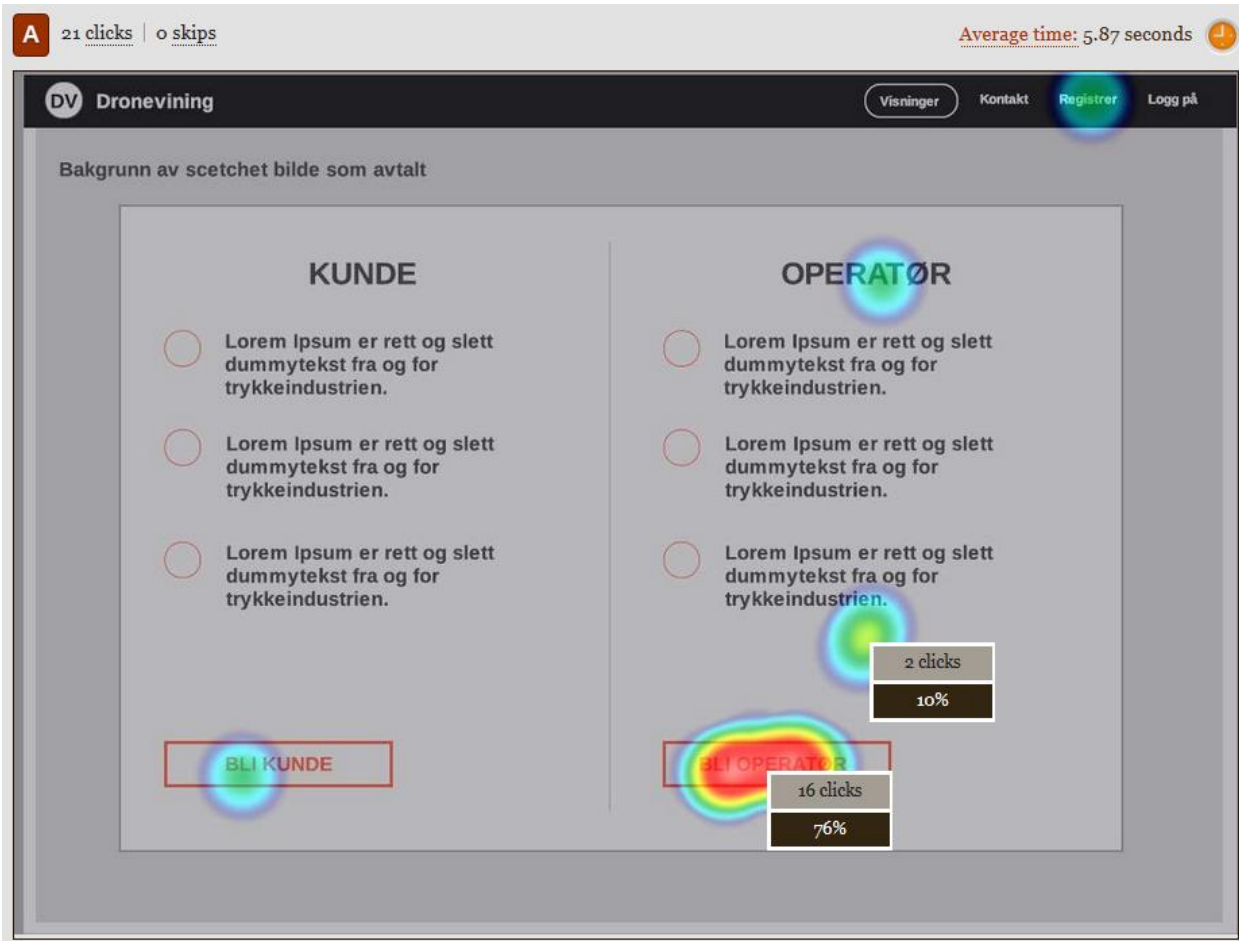 A 21 clicks | 0 skips
Average time: 5.87 seconds
DV Dronevining
Visninger Kontakt Registrer Logg på
Bakgrunn av scetchet bilde som avtalt
KUNDE
Lorem Ipsum er rett og slett
dummytekst fra og for
trykkeindustrien.
Lorem Ipsum er rett og slett
dummytekst fra og for
trykkeindustrien.
Lorem Ipsum er rett og slett
dummytekst fra og for
trykkeindustrien.
BLI KUNDE
OPERATØR
Lorem Ipsum er rett og slett
dummytekst fra og for
trykkeindustrien.
Lorem Ipsum er rett og slett
dummytekst fra og for
trykkeindustrien.
Lorem Ipsum er rett og slett
dummytekst fra og for
trykkeindustrien.
2 clicks
10%
BLI OPERATØR
16 clicks
76%